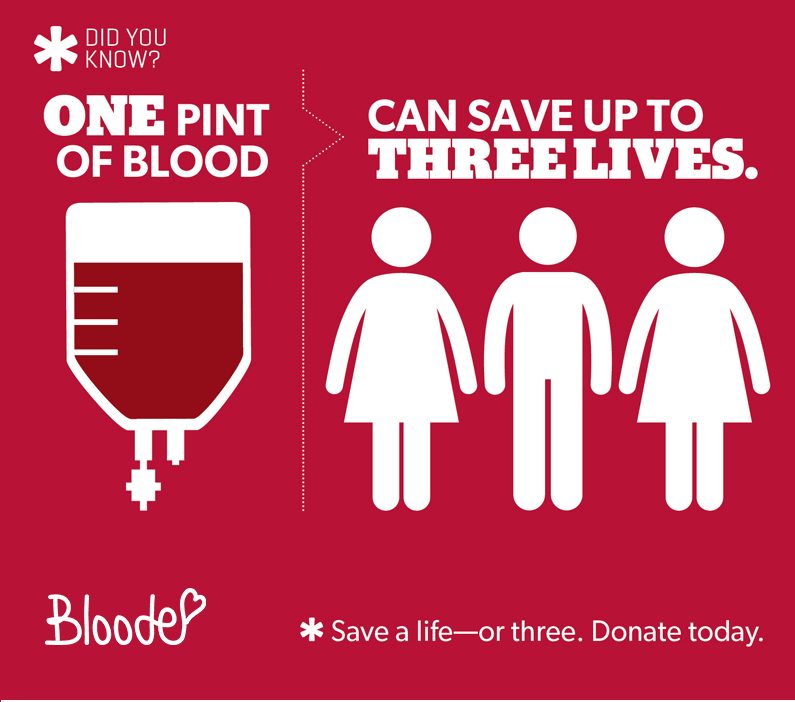 * DID YOU
KNOW?
ONE PINT
OF BLOOD
CAN SAVE UP TO
THREE LIVES.
Bloode
* Save a life—or three. Donate today.